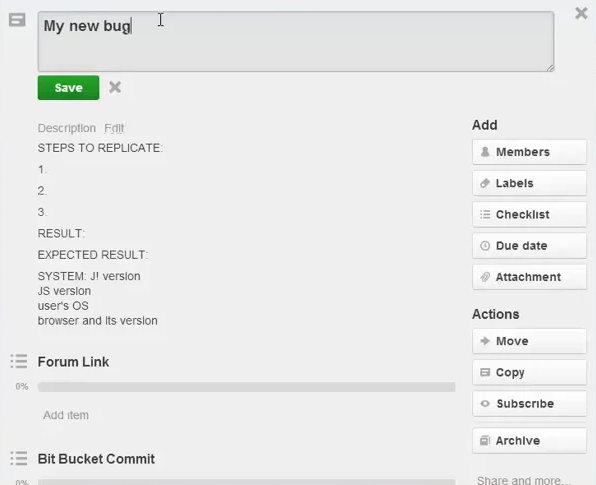 My new bug
Save
Description Edit
STEPS TO REPLICATE:
1.
2.
3.
RESULT:
EXPECTED RESULT:
SYSTEM: J! version
JS version
user's OS
browser and its version
Forum Link
0%
Add item
Bit Bucket Commit
0%
Add
Members
Labels
Checklist
Due date
Attachment
Actions
Move
Copy
Subscribe
Archive
Share and more...